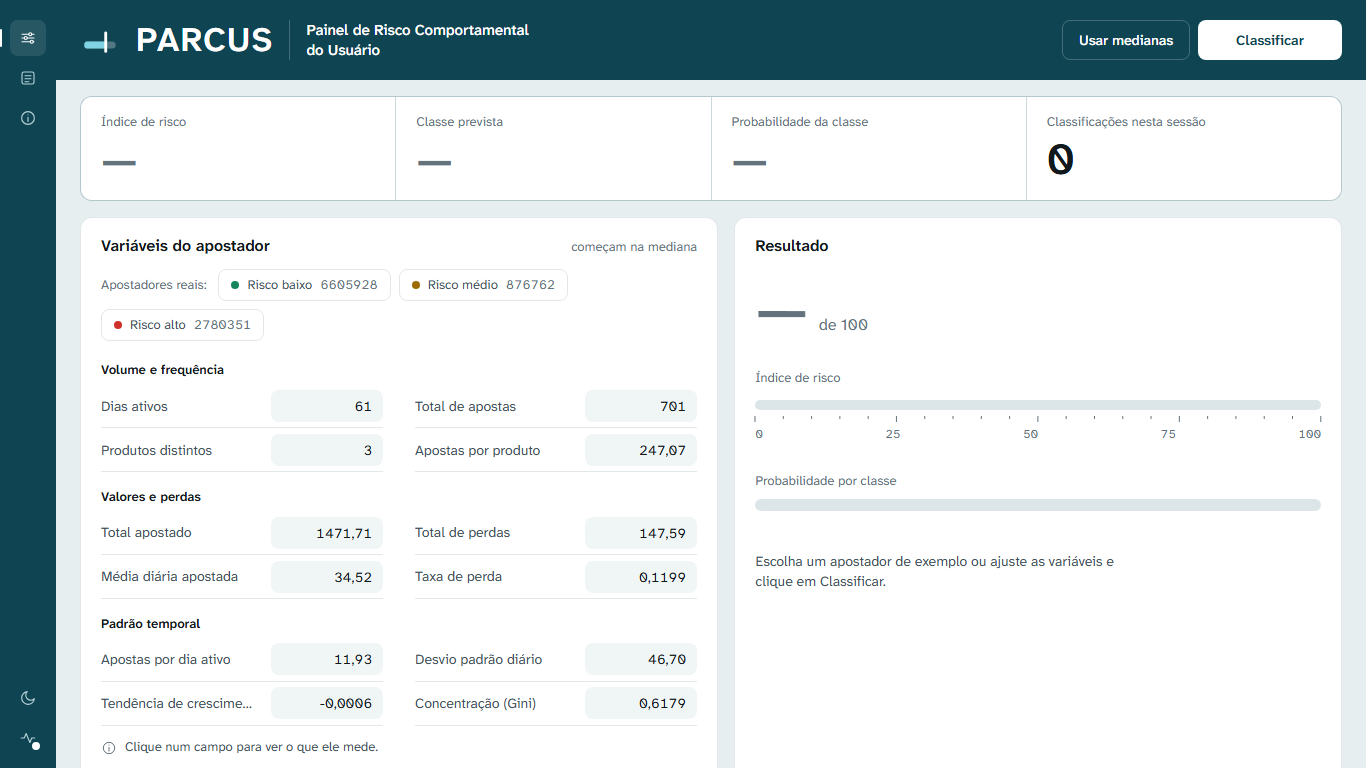 PARCUS
Painel de Risco Comportamental
do Usuário
Usar medianas
Classificar
Índice de risco
—
Classe prevista
—
Probabilidade da classe
—
Classificações nesta sessão
0
Variáveis do apostador
começam na mediana
Apostadores reais:
Risco baixo 6605928
Risco médio 876762
Risco alto 2780351
Volume e frequência
Dias ativos 61
Total de apostas 701
Produtos distintos 3
Apostas por produto 247,07
Valores e perdas
Total apostado 1471,71
Total de perdas 147,59
Média diária apostada 34,52
Taxa de perda 0,1199
Padrão temporal
Apostas por dia ativo 11,93
Desvio padrão diário 46,70
Tendência de crescime... -0,0006
Concentração (Gini) 0,6179
Clique num campo para ver o que ele mede.
Resultado
— de 100
Índice de risco
0 25 50 75 100
Probabilidade por classe
Escolha um apostador de exemplo ou ajuste as variáveis e
clique em Classificar.